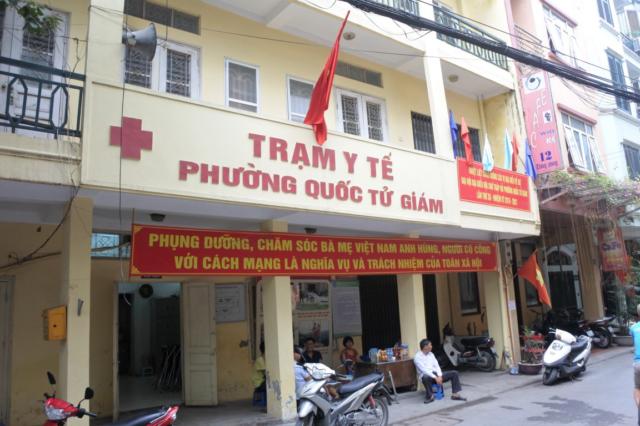 TRẠM Y TẾ
PHƯỜNG QUỐC TỬ GIÁM
PHỤNG DƯỠNG, CHĂM SÓC BÀ MẸ VIỆT NAM ANH HÙNG, NGƯỜI CÓ CÔNG
VỚI CÁCH MẠNG LÀ NGHĨA VỤ VÀ TRÁCH NHIỆM CỦA TOÀN XÃ HỘI
12